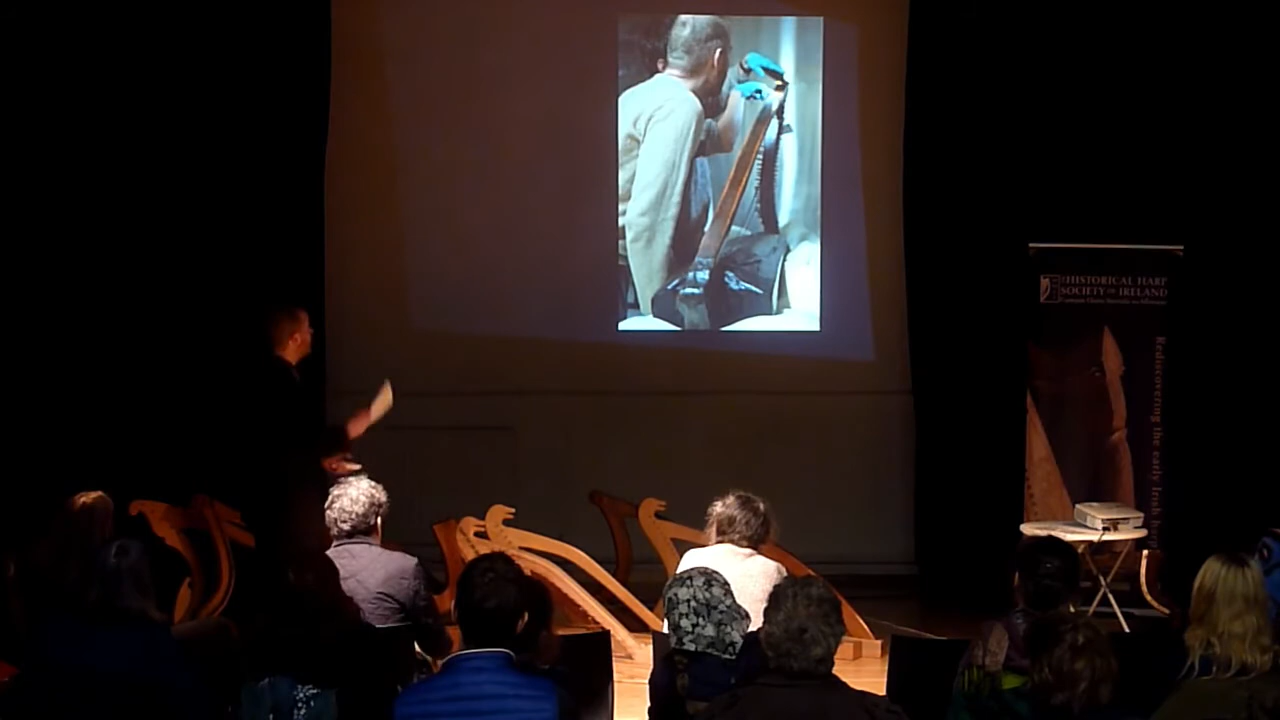 HISTORICAL HARP
SOCIETY OF IRELAND
Rediscovering the early Irish harp